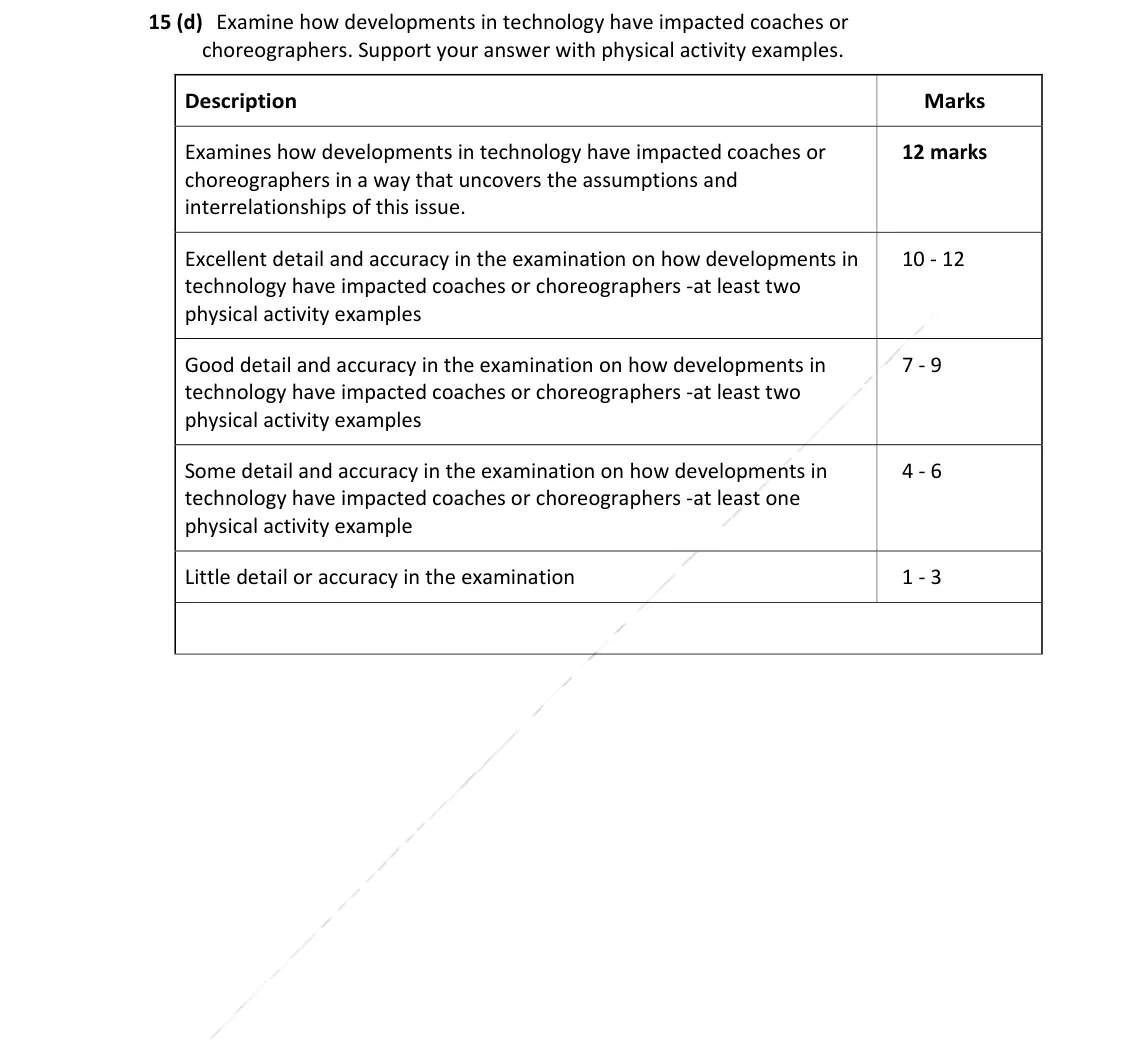 15 (d) Examine how developments in technology have impacted coaches or
choreographers. Support your answer with physical activity examples.
Description Marks
Examines how developments in technology have impacted coaches or 12 marks
choreographers in a way that uncovers the assumptions and
interrelationships of this issue.
Excellent detail and accuracy in the examination on how developments in 10 - 12
technology have impacted coaches or choreographers -at least two
physical activity examples
Good detail and accuracy in the examination on how developments in 7 - 9
technology have impacted coaches or choreographers -at least two
physical activity examples
Some detail and accuracy in the examination on how developments in 4 - 6
technology have impacted coaches or choreographers -at least one
physical activity example
Little detail or accuracy in the examination 1 - 3